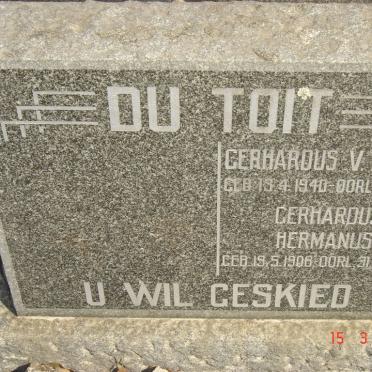 DU TOIT
GERHARDUS V.
GEB 13.4.1940-OORL
GERHARDUS
HERMANUS
GEB.19.5.1906-OORL.31
U WIL GESKIED
15 3